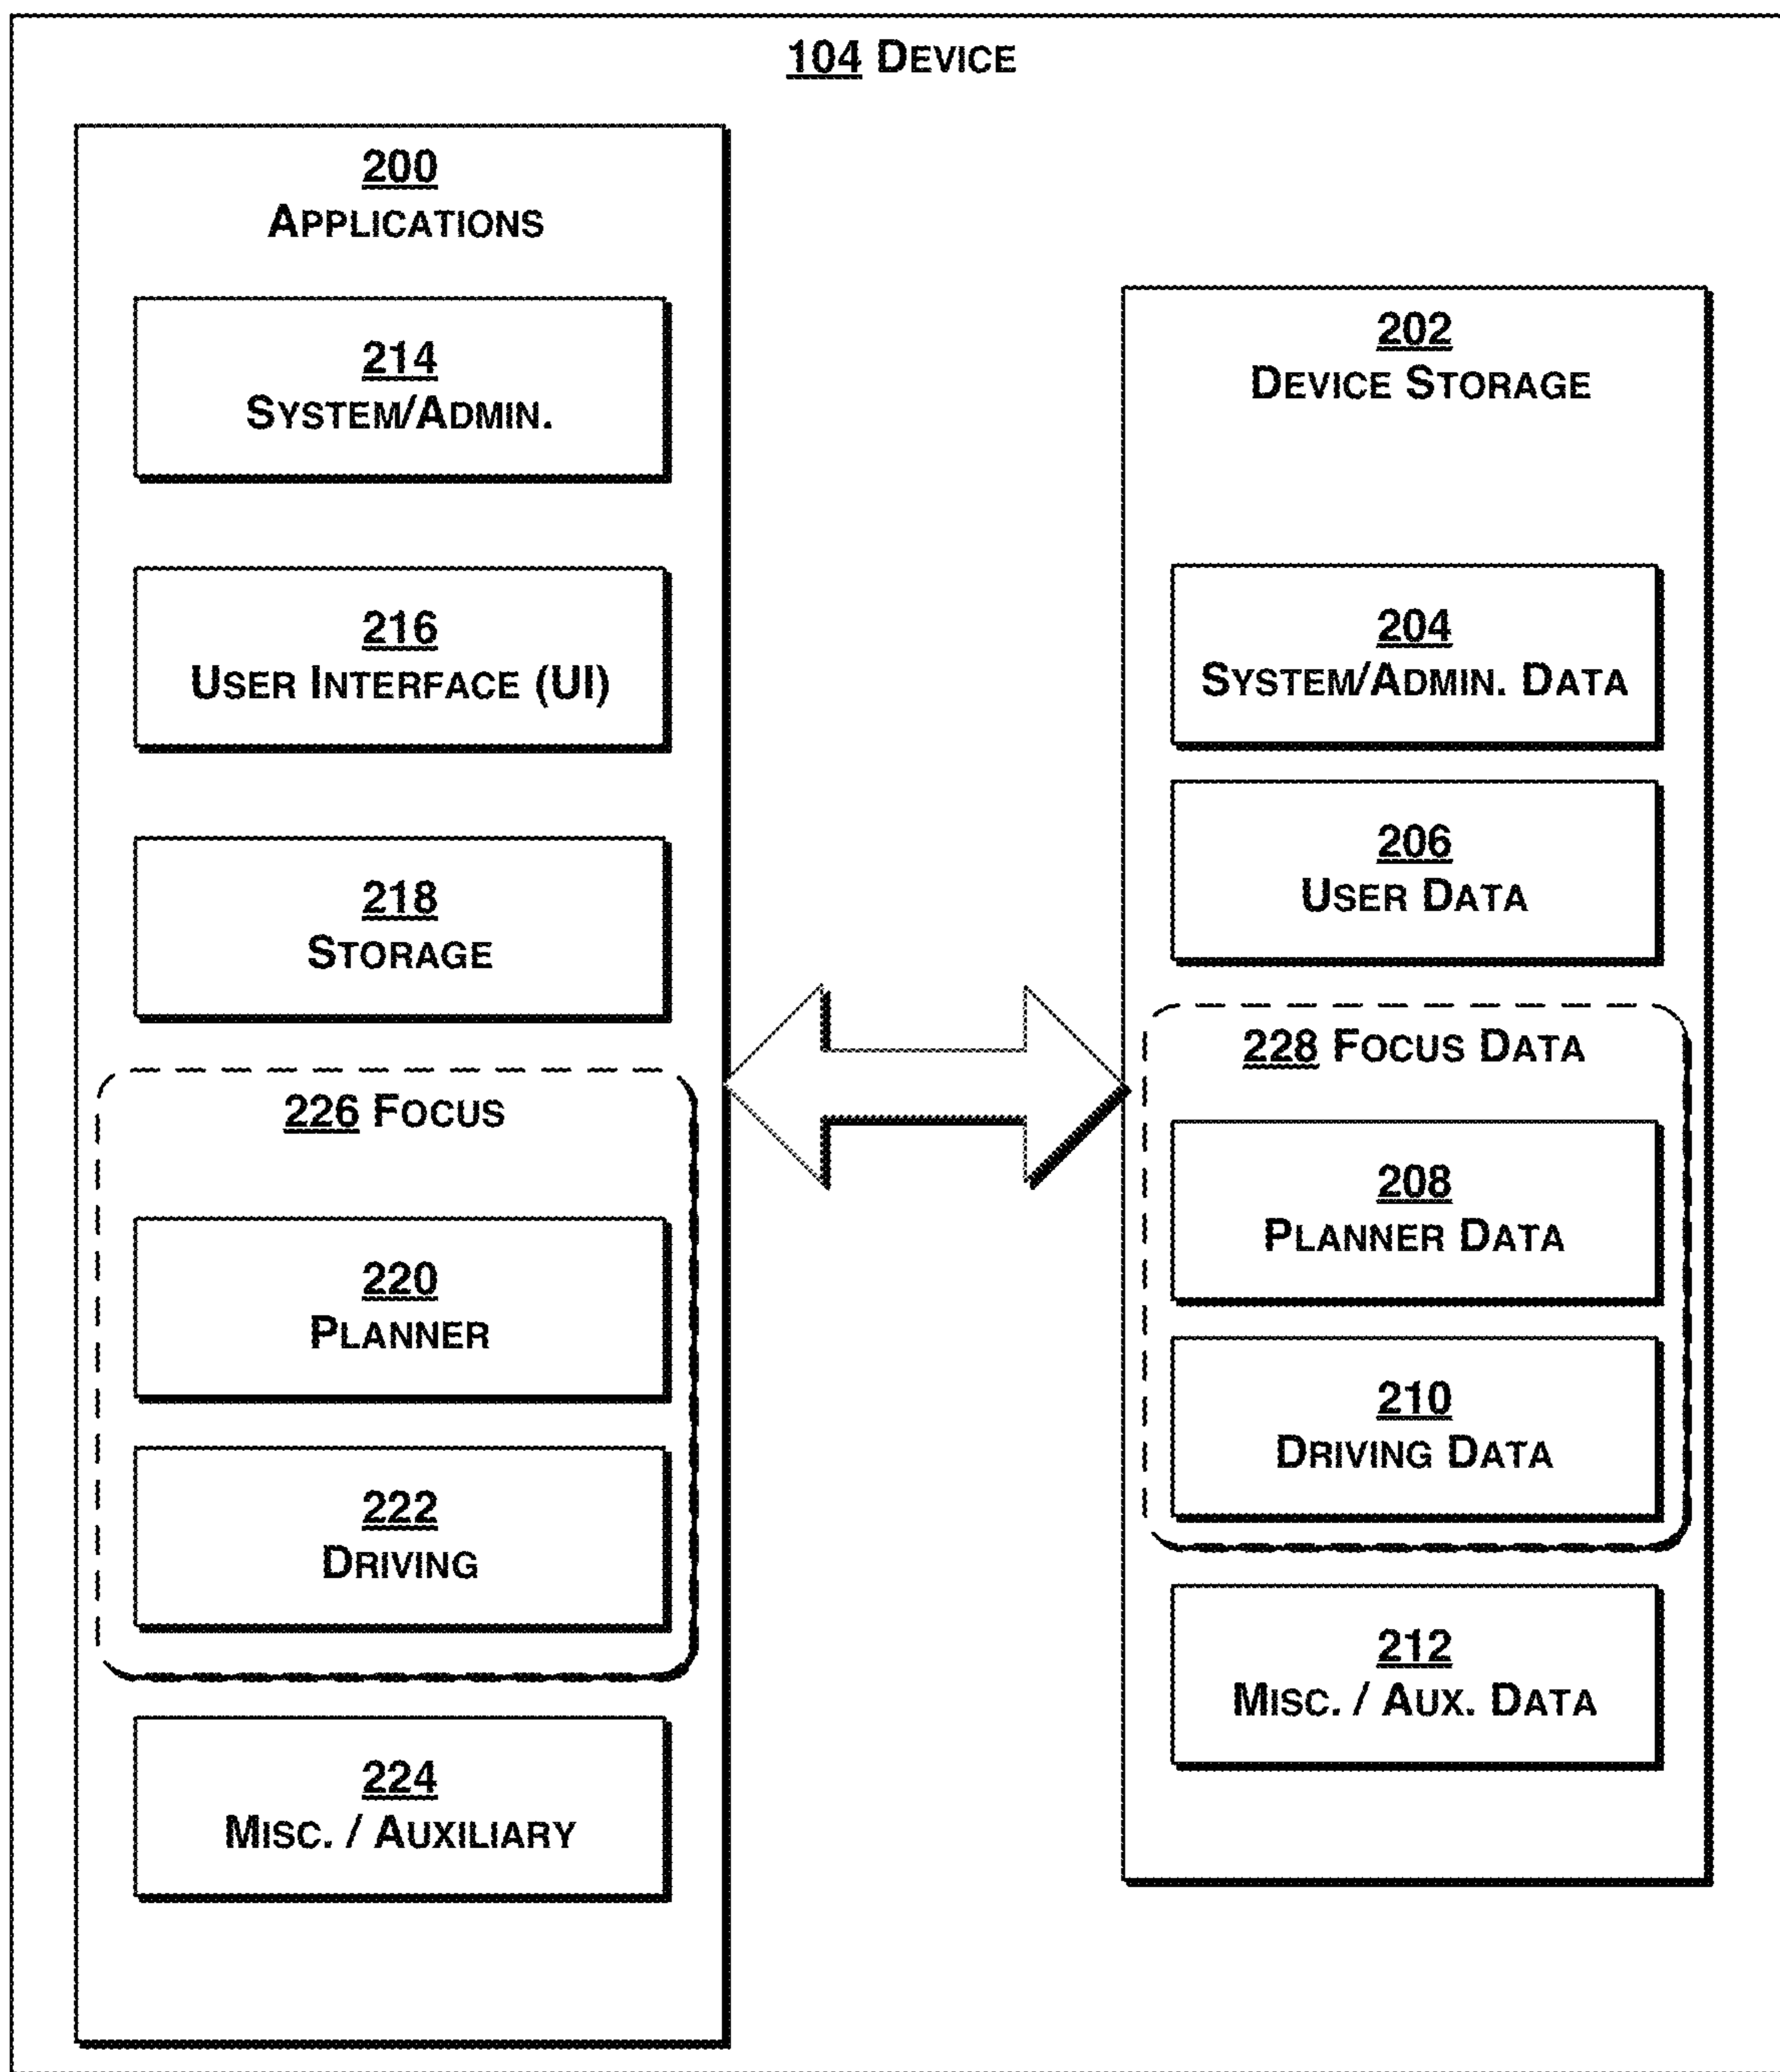 104 DEVICE
200
APPLICATIONS
214
SYSTEM/ADMIN.
216
USER INTERFACE (UI)
218
STORAGE
226 FOCUS
220
PLANNER
222
DRIVING
224
MISC. / AUXILIARY
202
DEVICE STORAGE
204
SYSTEM/ADMIN. DATA
206
USER DATA
228 FOCUS DATA
208
PLANNER DATA
210
DRIVING DATA
212
MISC. / AUX. DATA